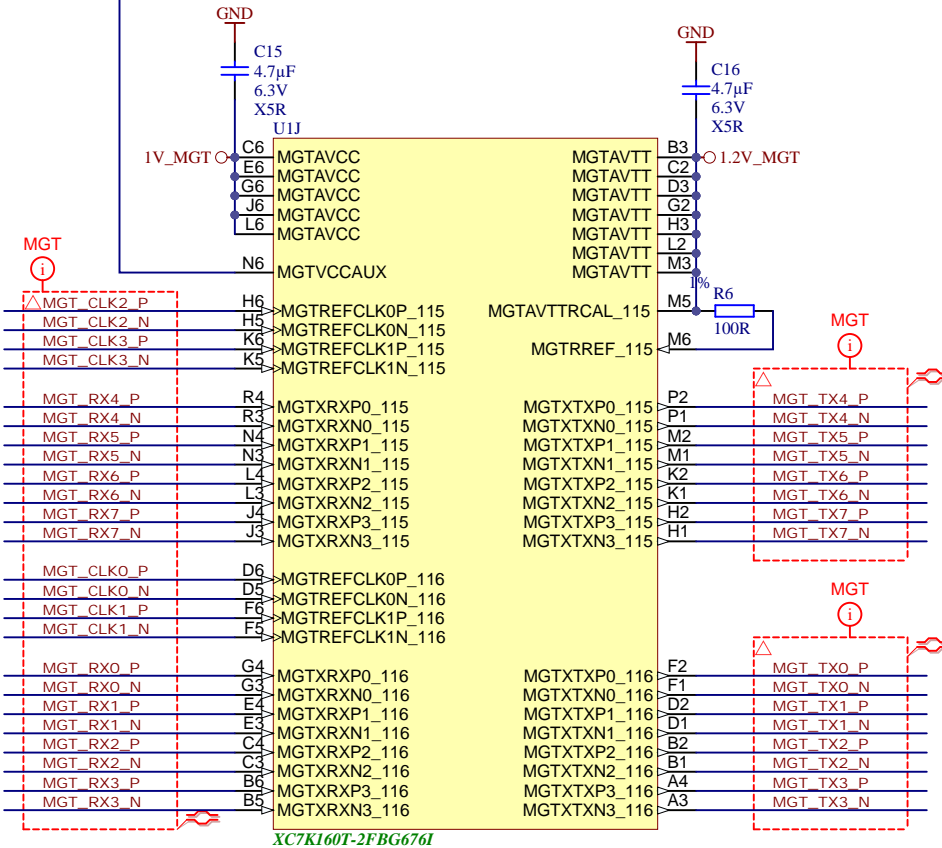 GND
C15
4.7µF
6.3V
X5R
GND
C16
4.7µF
6.3V
X5R
U1J
1V_MGT C6 MGTAVCC MGTAVTT B3 1.2V_MGT
E6 MGTAVCC MGTAVTT C2
G6 MGTAVCC MGTAVTT D3
J6 MGTAVCC MGTAVTT G2
L6 MGTAVCC MGTAVTT H3
MGTAVTT L2
N6 MGTVCCAUX MGTAVTT M3
MGT
i
1%
MGT_CLK2_P H6 MGTREFCLK0P_115 MGTAVTTRCAL_115 M5 R6
MGT_CLK2_N H5 MGTREFCLK0N_115 100R
MGT_CLK3_P K6 MGTREFCLK1P_115 MGTRREF_115 M6
MGT_CLK3_N K5 MGTREFCLK1N_115
MGT
i
MGT_RX4_P R4 MGTXRXP0_115 MGTXTXP0_115 P2 MGT_TX4_P
MGT_RX4_N R3 MGTXRXN0_115 MGTXTXN0_115 P1 MGT_TX4_N
MGT_RX5_P N4 MGTXRXP1_115 MGTXTXP1_115 M2 MGT_TX5_P
MGT_RX5_N N3 MGTXRXN1_115 MGTXTXN1_115 M1 MGT_TX5_N
MGT_RX6_P L4 MGTXRXP2_115 MGTXTXP2_115 K2 MGT_TX6_P
MGT_RX6_N L3 MGTXRXN2_115 MGTXTXN2_115 K1 MGT_TX6_N
MGT_RX7_P J4 MGTXRXP3_115 MGTXTXP3_115 H2 MGT_TX7_P
MGT_RX7_N J3 MGTXRXN3_115 MGTXTXN3_115 H1 MGT_TX7_N
MGT_CLK0_P D6 MGTREFCLK0P_116
MGT_CLK0_N D5 MGTREFCLK0N_116
MGT_CLK1_P F6 MGTREFCLK1P_116
MGT_CLK1_N F5 MGTREFCLK1N_116
MGT
i
MGT_RX0_P G4 MGTXRXP0_116 MGTXTXP0_116 F2 MGT_TX0_P
MGT_RX0_N G3 MGTXRXN0_116 MGTXTXN0_116 F1 MGT_TX0_N
MGT_RX1_P E4 MGTXRXP1_116 MGTXTXP1_116 D2 MGT_TX1_P
MGT_RX1_N E3 MGTXRXN1_116 MGTXTXN1_116 D1 MGT_TX1_N
MGT_RX2_P C4 MGTXRXP2_116 MGTXTXP2_116 B2 MGT_TX2_P
MGT_RX2_N C3 MGTXRXN2_116 MGTXTXN2_116 B1 MGT_TX2_N
MGT_RX3_P B6 MGTXRXP3_116 MGTXTXP3_116 A4 MGT_TX3_P
MGT_RX3_N B5 MGTXRXN3_116 MGTXTXN3_116 A3 MGT_TX3_N
XC7K160T-2FBG676I